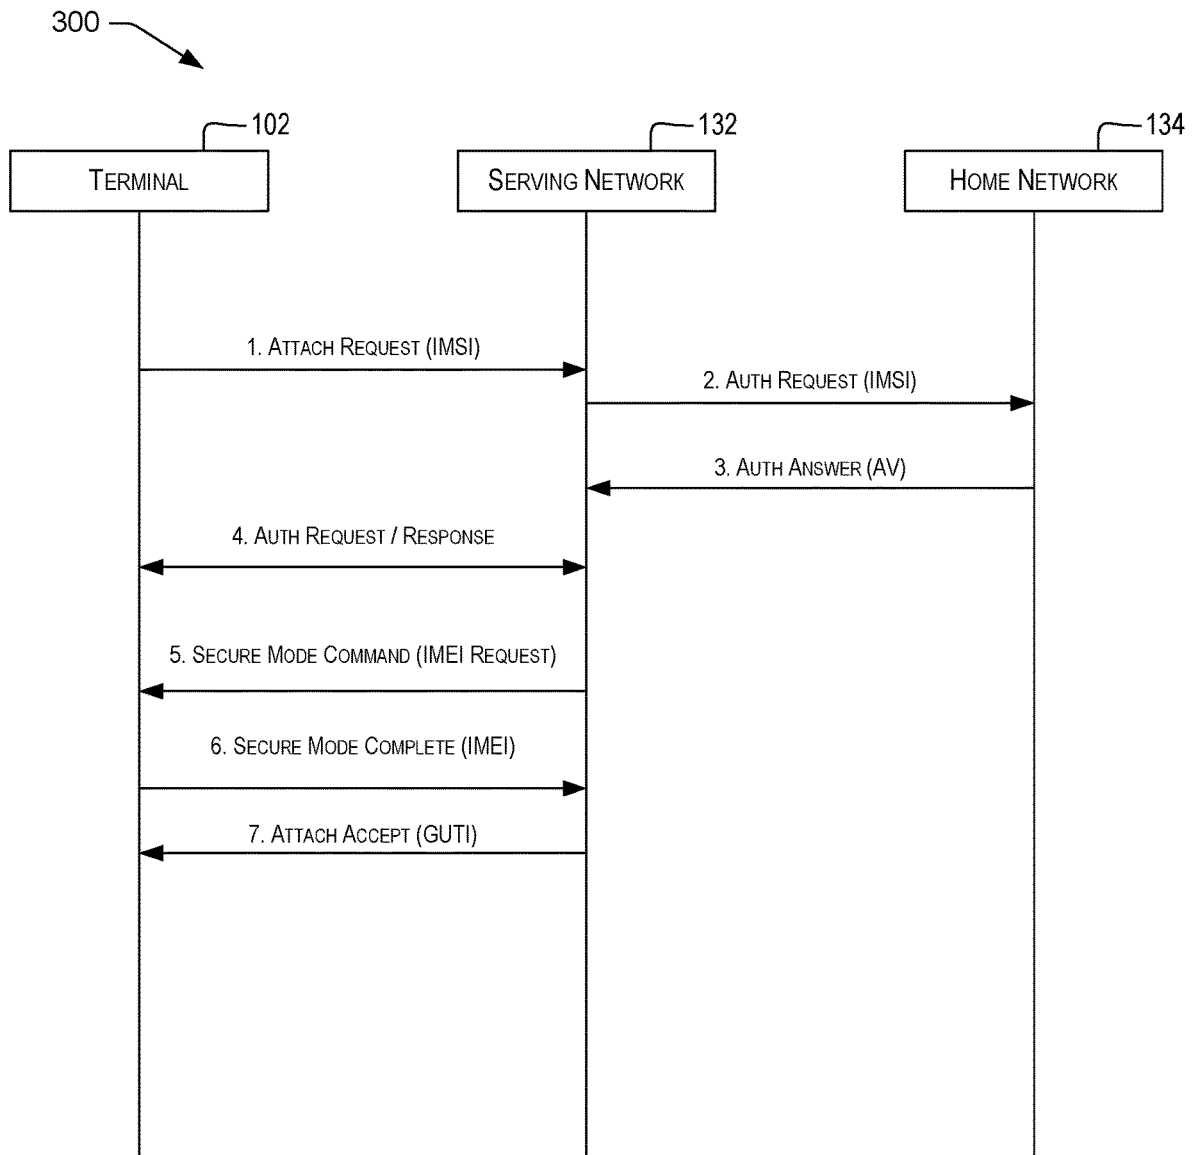 300
102
132
134
TERMINAL
SERVING NETWORK
HOME NETWORK
1. ATTACH REQUEST (IMSI)
2. AUTH REQUEST (IMSI)
3. AUTH ANSWER (AV)
4. AUTH REQUEST / RESPONSE
5. SECURE MODE COMMAND (IMEI REQUEST)
6. SECURE MODE COMPLETE (IMEI)
7. ATTACH ACCEPT (GUTI)